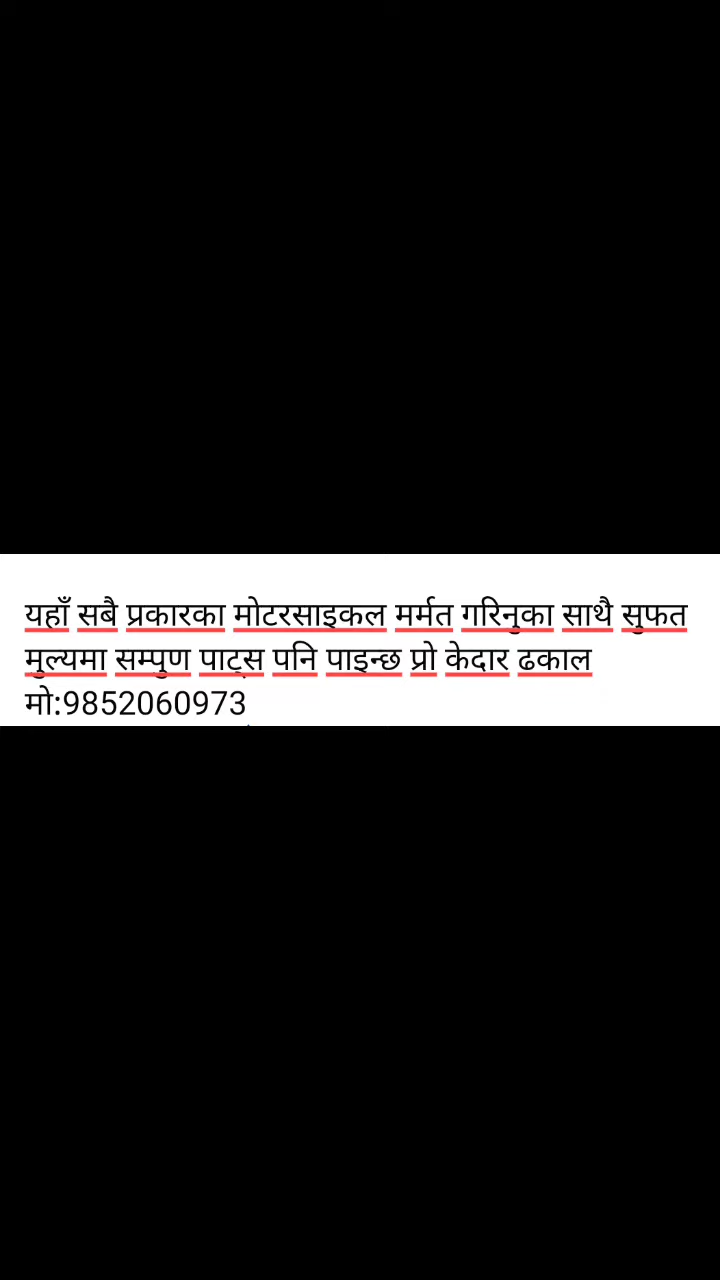 यहाँ सबै प्रकारका मोटरसाइकल मर्मत गरिनुका साथै सुफत
मुल्यमा सम्पुण पाट्स पनि पाइन्छ प्रो केदार ढकाल
मो:9852060973